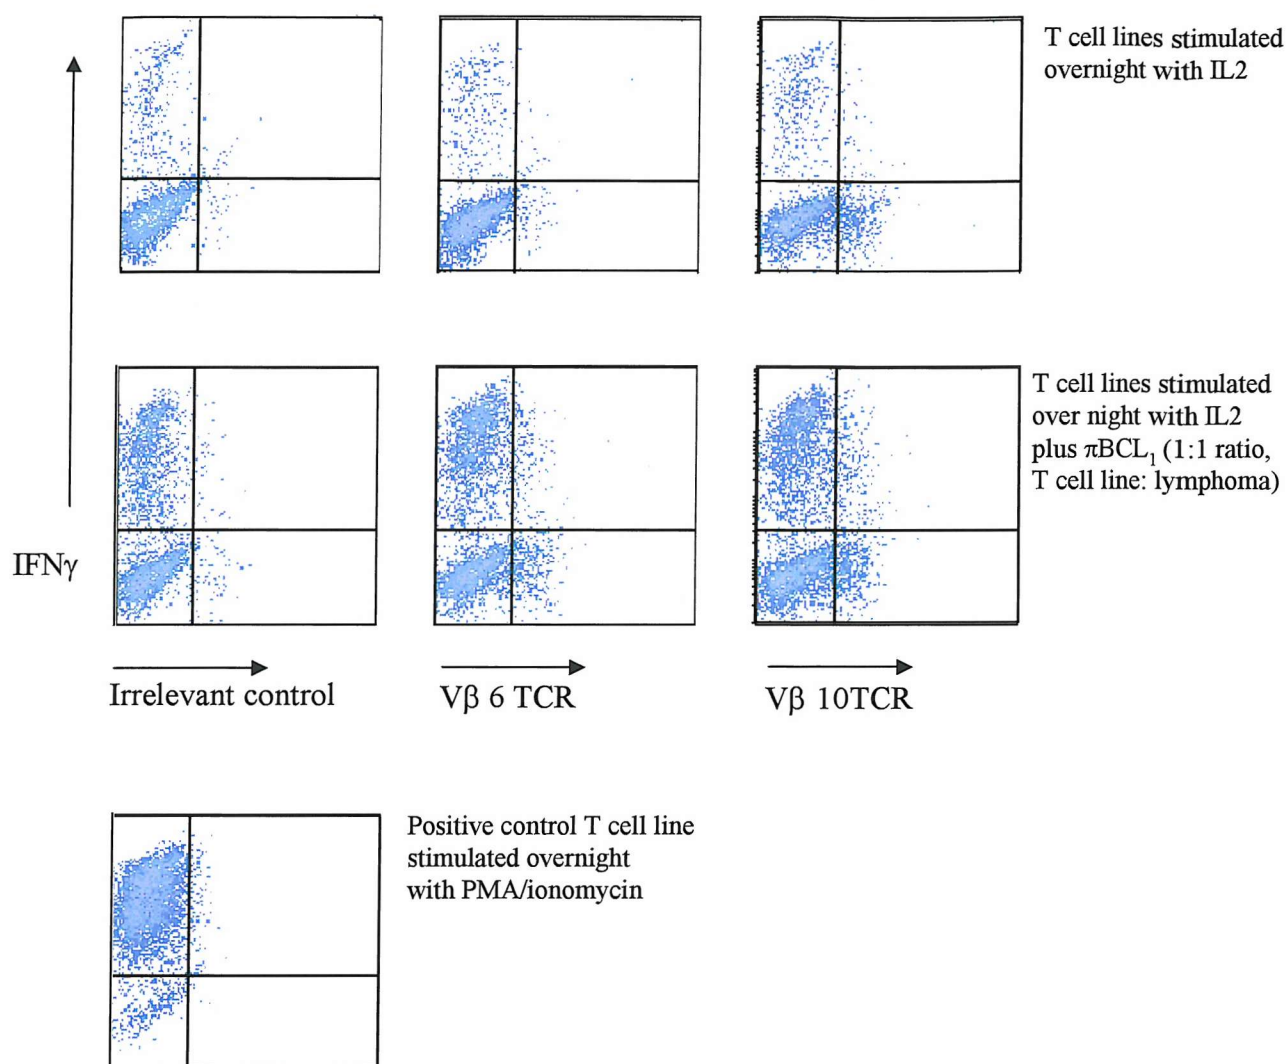 T cell lines stimulated
overnight with IL2
T cell lines stimulated
over night with IL2
plus πBCL₁ (1:1 ratio,
T cell line: lymphoma)
IFNγ
Irrelevant control
Vβ 6 TCR
Vβ 10TCR
Positive control T cell line
stimulated overnight
with PMA/ionomycin